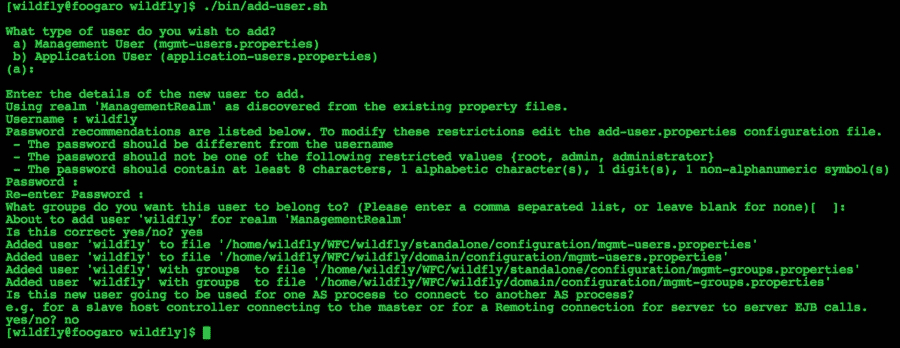 [wildfly@foogaro wildfly]$ ./bin/add-user.sh
What type of user do you wish to add?
a) Management User (mgmt-users.properties)
b) Application User (application-users.properties)
(a):
Enter the details of the new user to add.
Using realm 'ManagementRealm' as discovered from the existing property files.
Username : wildfly
Password recommendations are listed below. To modify these restrictions edit the add-user.properties configuration file.
- The password should be different from the username
- The password should not be one of the following restricted values {root, admin, administrator}
- The password should contain at least 8 characters, 1 alphabetic character(s), 1 digit(s), 1 non-alphanumeric symbol(s)
Password :
Re-enter Password :
What groups do you want this user to belong to? (Please enter a comma separated list, or leave blank for none)[  ]:
About to add user 'wildfly' for realm 'ManagementRealm'
Is this correct yes/no? yes
Added user 'wildfly' to file '/home/wildfly/WFC/wildfly/standalone/configuration/mgmt-users.properties'
Added user 'wildfly' to file '/home/wildfly/WFC/wildfly/domain/configuration/mgmt-users.properties'
Added user 'wildfly' with groups  to file '/home/wildfly/WFC/wildfly/standalone/configuration/mgmt-groups.properties'
Added user 'wildfly' with groups  to file '/home/wildfly/WFC/wildfly/domain/configuration/mgmt-groups.properties'
Is this new user going to be used for one AS process to connect to another AS process?
e.g. for a slave host controller connecting to the master or for a Remoting connection for server to server EJB calls.
yes/no? no
[wildfly@foogaro wildfly]$